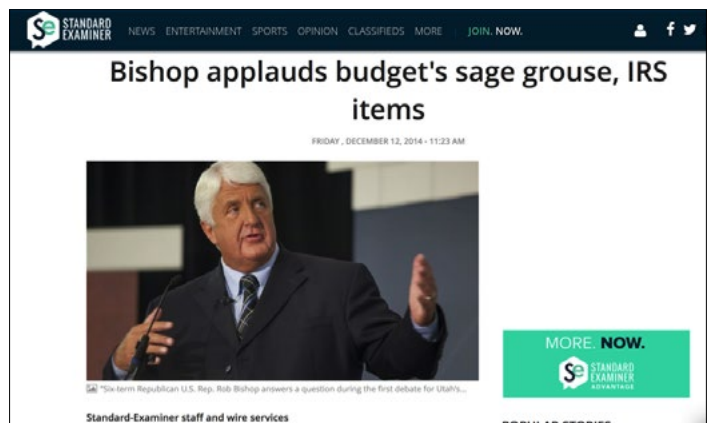 Se STANDARD
EXAMINER
NEWS ENTERTAINMENT SPORTS OPINION CLASSIFIEDS MORE JOIN. NOW.
Bishop applauds budget's sage grouse, IRS
items
FRIDAY , DECEMBER 12, 2014 - 11:23 AM
"Six-term Republican U.S. Rep. Rob Bishop answers a question during the first debate for Utah's...
Standard-Examiner staff and wire services
MORE. NOW.
Se STANDARD
EXAMINER
ADVANTAGE
POPULAR STORIES